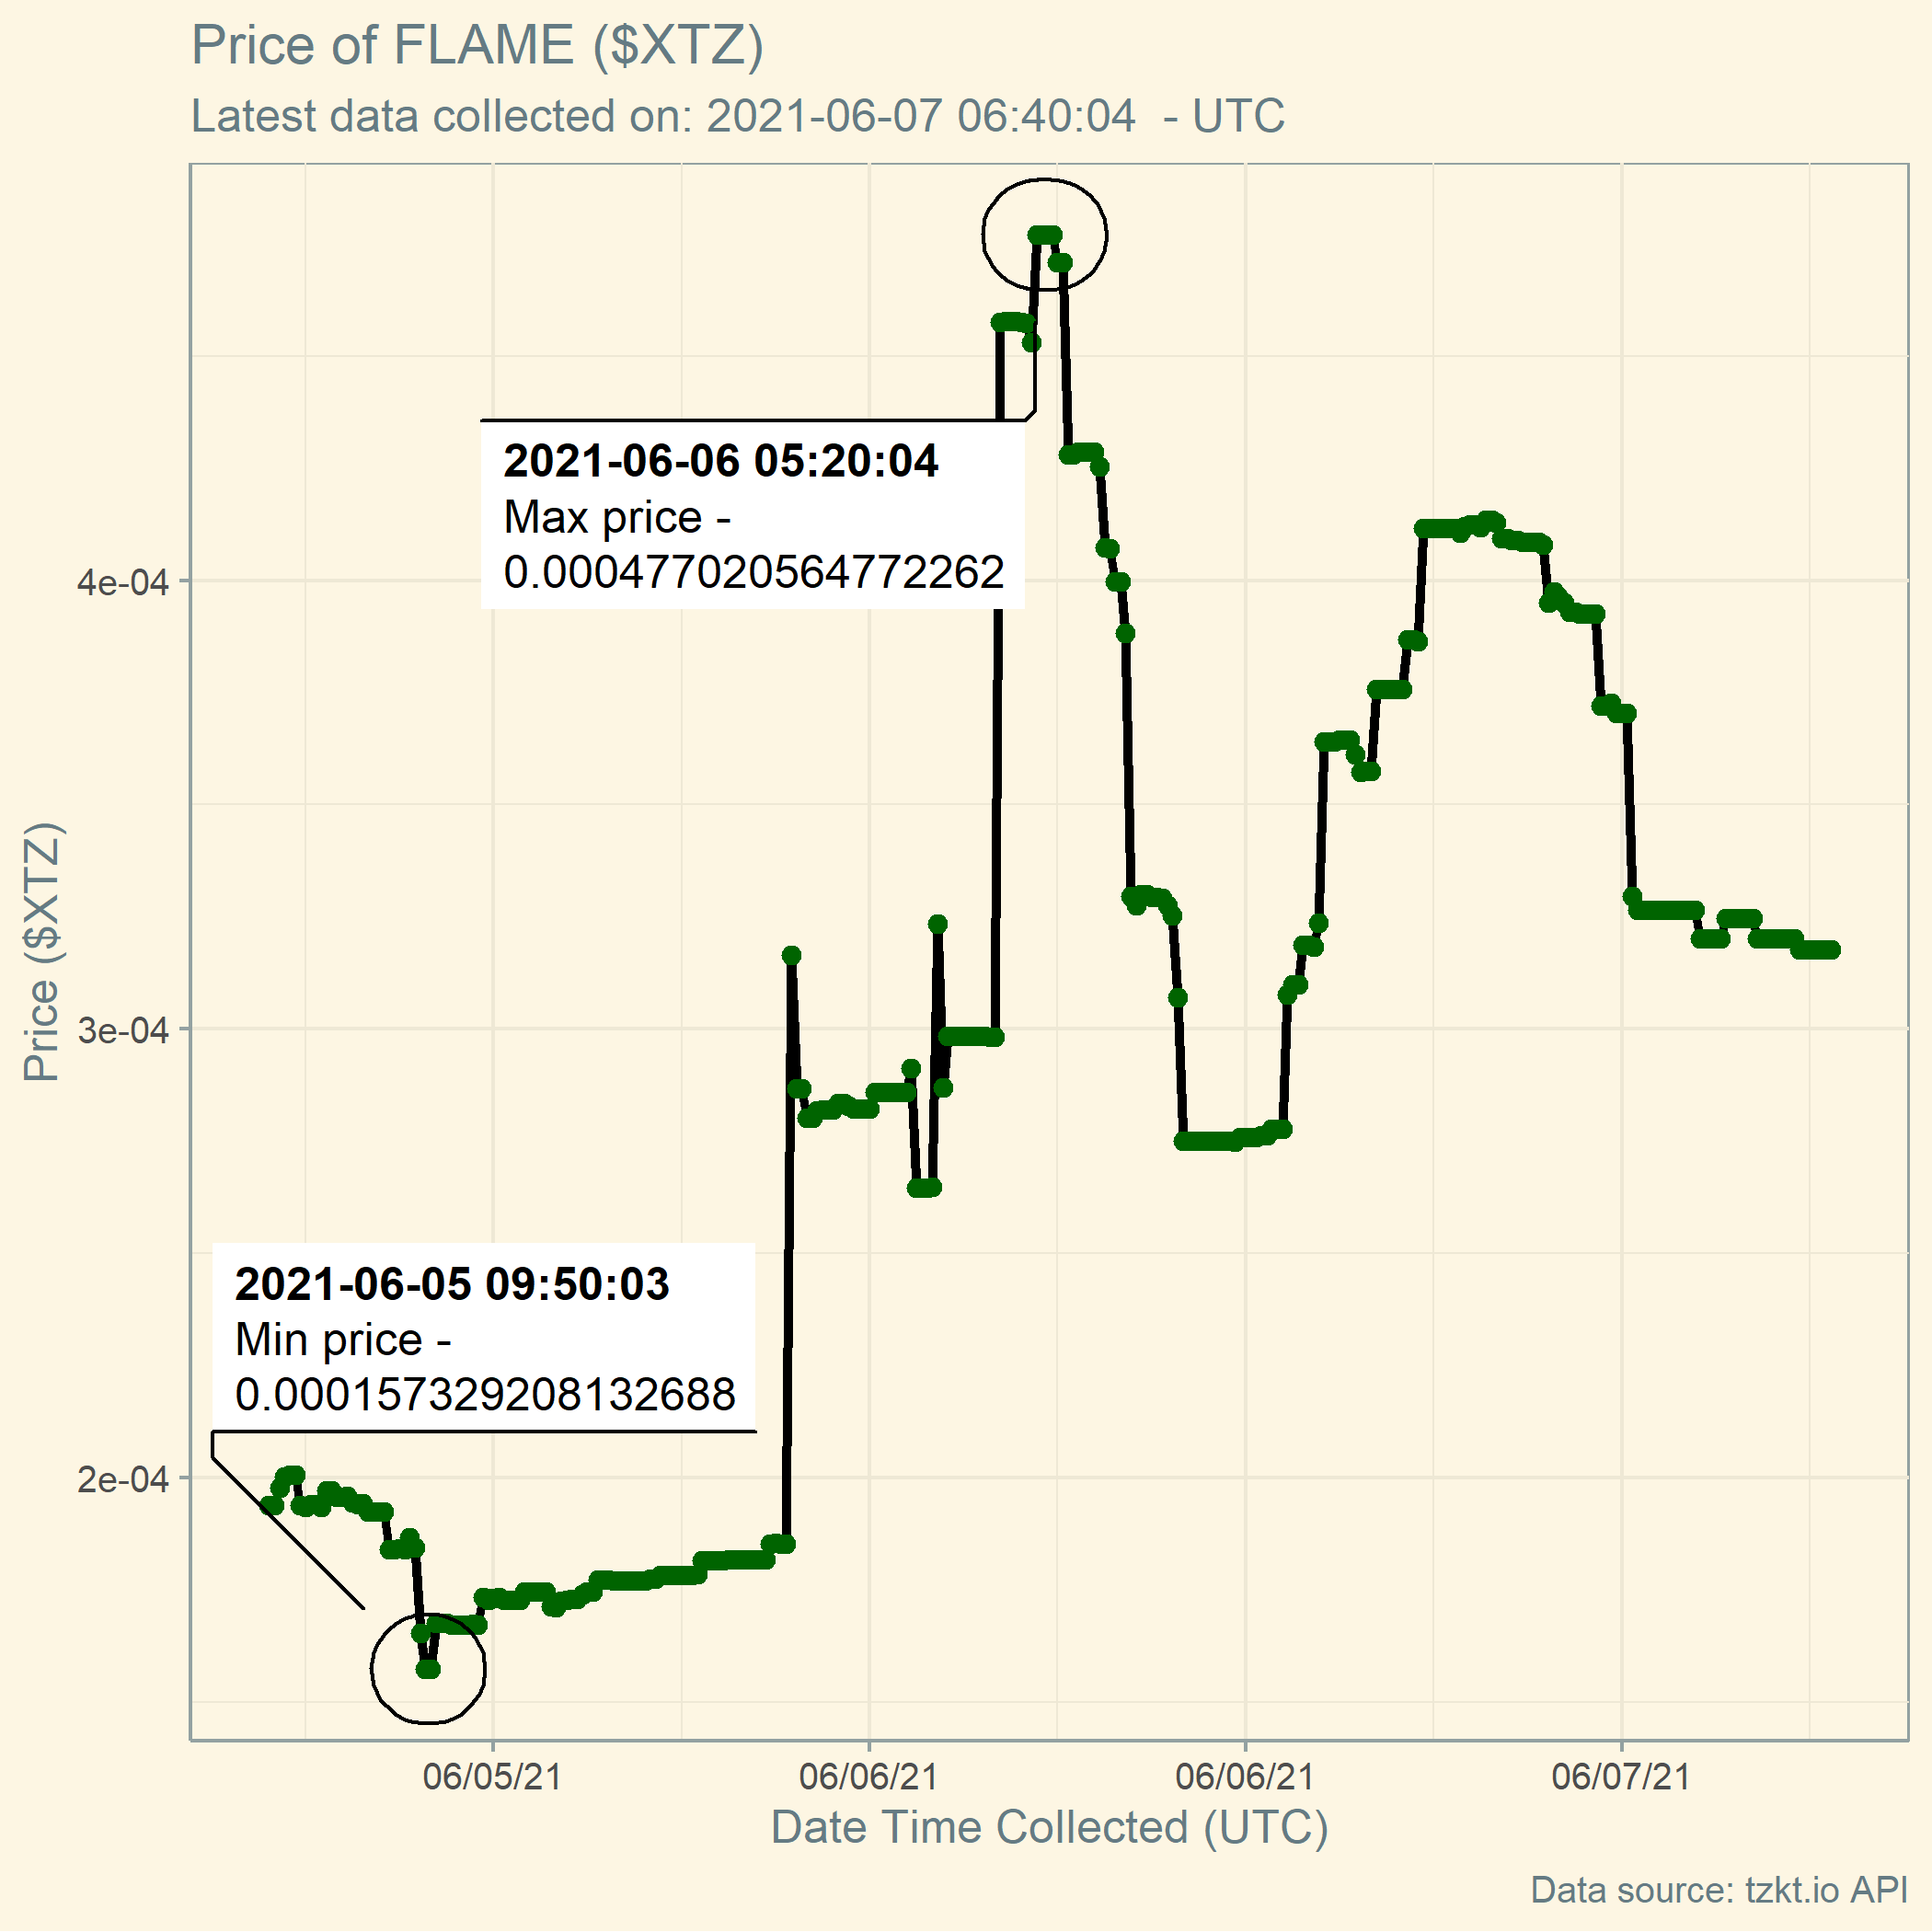 Price of FLAME ($XTZ)
Latest data collected on: 2021-06-07 06:40:04  - UTC
2021-06-06 05:20:04
Max price -
0.000477020564772262
4e-04
3e-04
Price ($XTZ)
2021-06-05 09:50:03
Min price -
0.000157329208132688
2e-04
06/05/21
06/06/21
06/06/21
06/07/21
Date Time Collected (UTC)
Data source: tzkt.io API